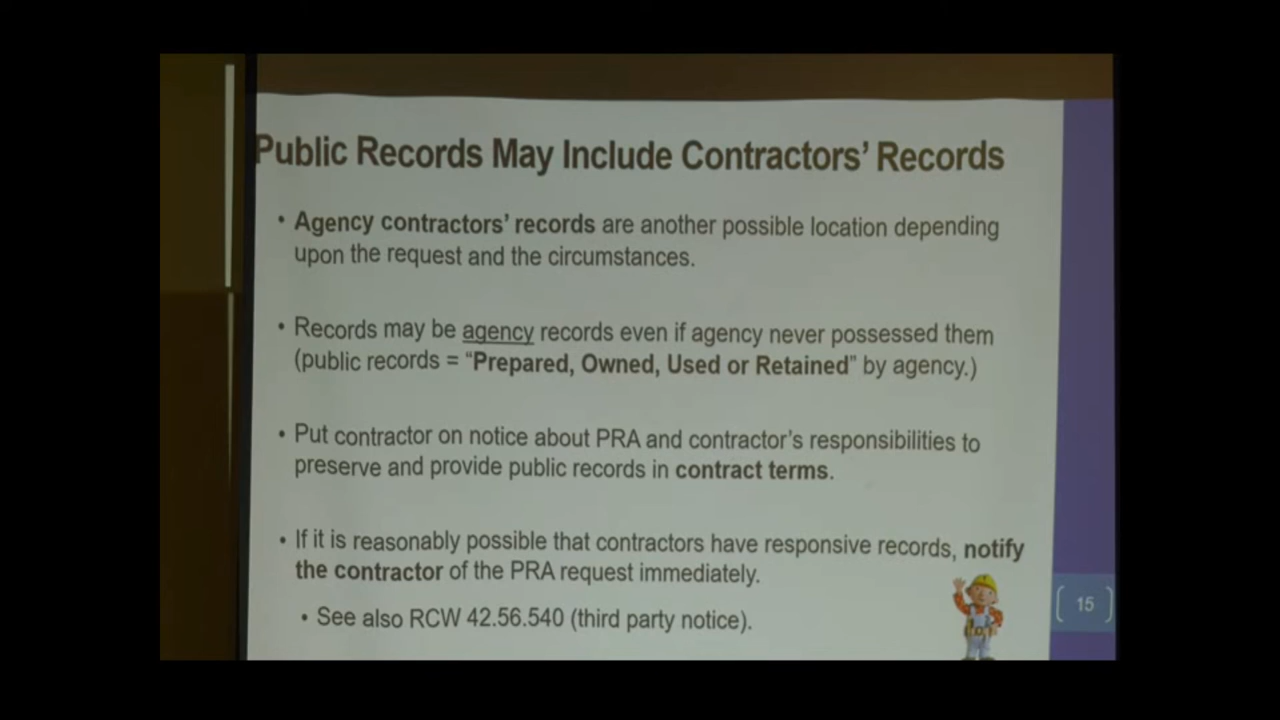 Public Records May Include Contractors' Records
• Agency contractors' records are another possible location depending
upon the request and the circumstances.
• Records may be agency records even if agency never possessed them
(public records = “Prepared, Owned, Used or Retained” by agency.)
• Put contractor on notice about PRA and contractor's responsibilities to
preserve and provide public records in contract terms.
• If it is reasonably possible that contractors have responsive records, notify
the contractor of the PRA request immediately.
• See also RCW 42.56.540 (third party notice).
[ 15 ]